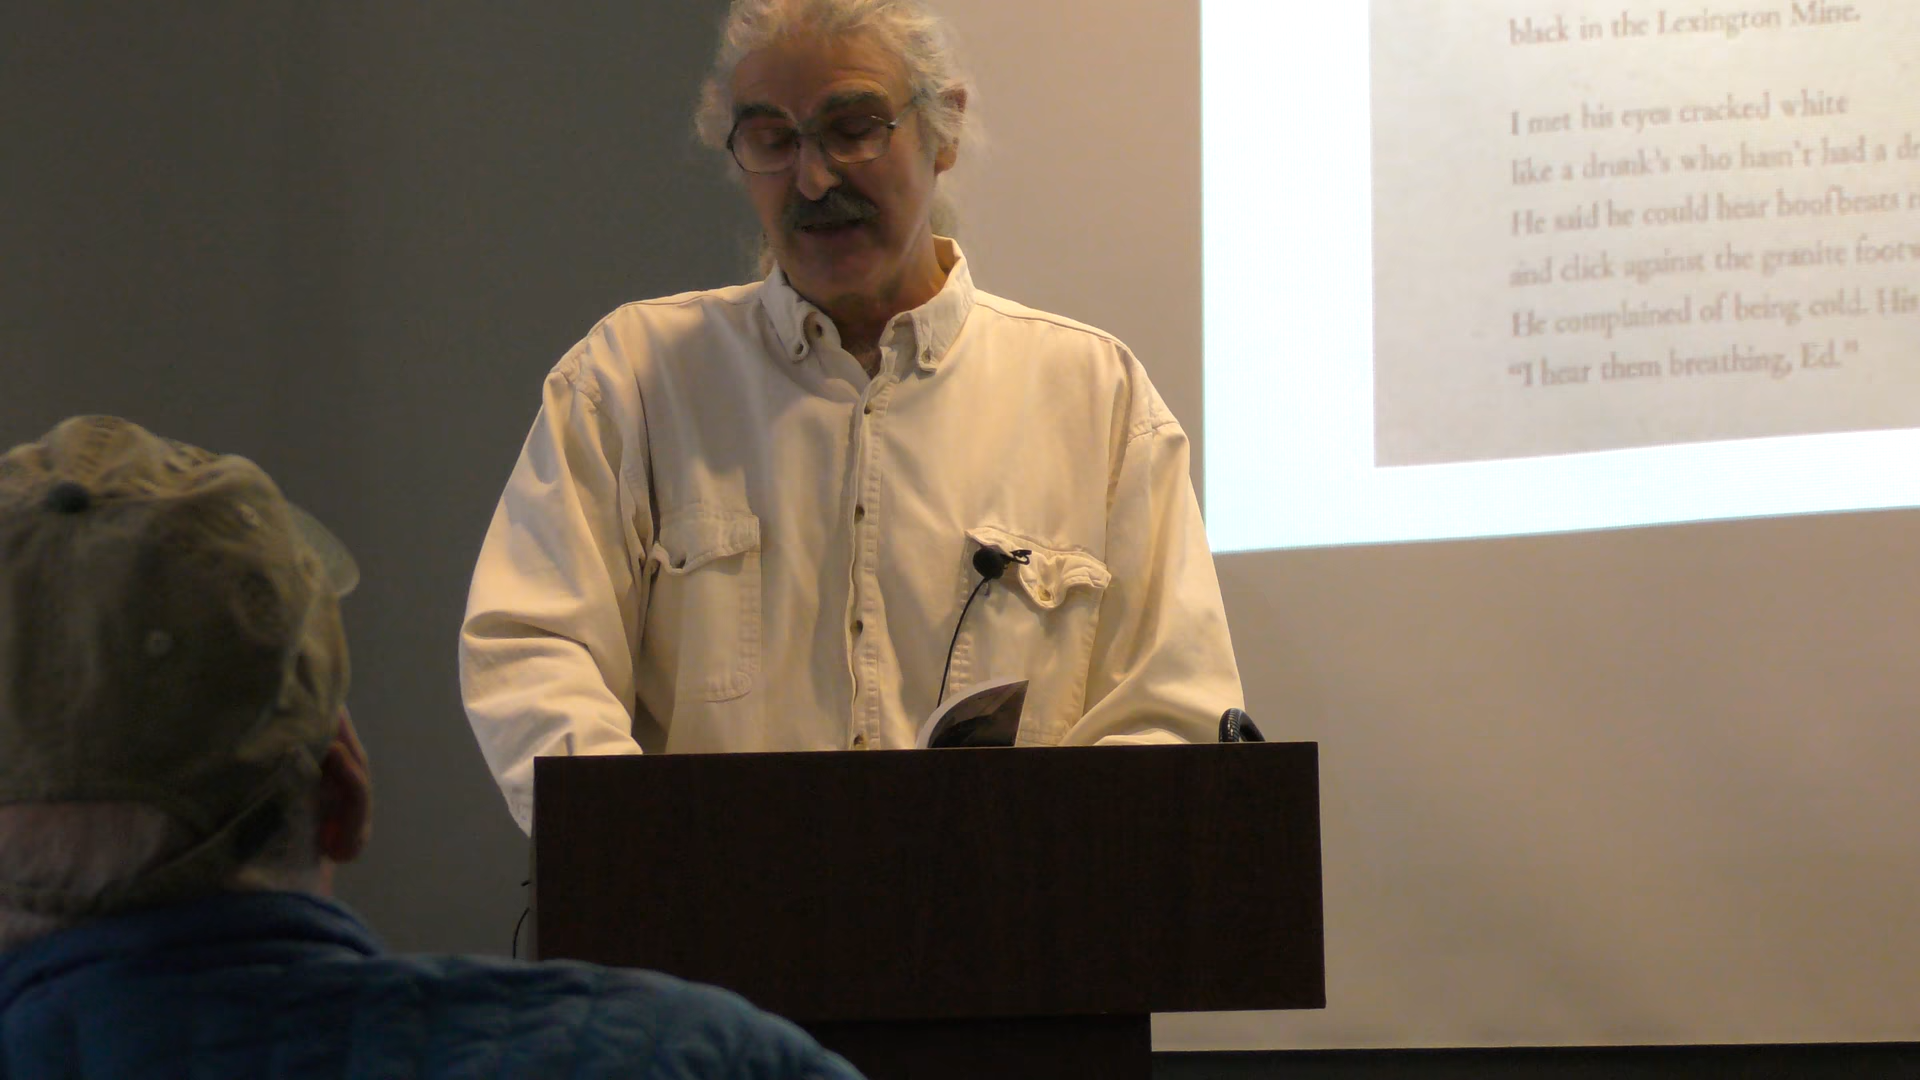 black in the Lexington Mine.
I met his eyes cracked white
like a drunk's who hasn't had a
He said he could hear hoofbeats
and click against the granite
He complained of being cold. His
"I hear them breathing, Ed."